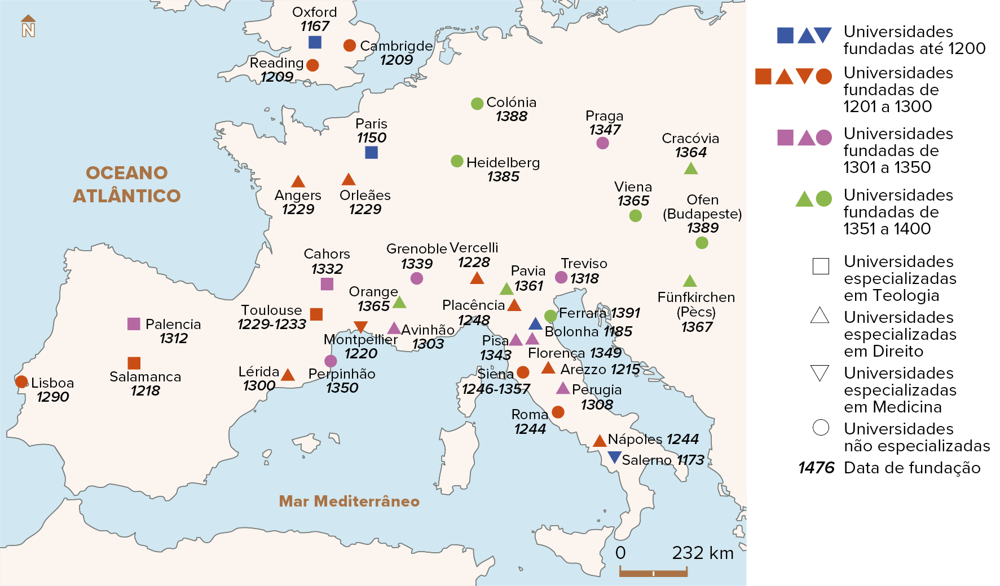 N
Oxford
1167
Cambrigde
1209
Reading
1209
Colónia
1388
Praga
1347
Paris
1150
Cracóvia
1364
Heidelberg
1385
OCEANO
ATLÂNTICO
Angers
1229
Orleães
1229
Viena
1365
Ofen
(Budapeste)
1389
Cahors
1332
Grenoble
1339
Vercelli
1228
Pavia
1361
Treviso
1318
Orange
1365
Placência
1248
Fünfkirchen
(Pècs)
1367
Toulouse
1229-1233
Ferrara 1391
Palencia
1312
Avinhão
1303
Bolonha 1185
Montpellier
1220
Pisa
1343
Florença 1349
Salamanca
1218
Lérida
1300
Perpinhão
1350
Siena
1246-1357
Arezzo 1215
Lisboa
1290
Perugia
1308
Roma
1244
Nápoles 1244
Salerno 1173
Mar Mediterrâneo
0 232 km
Universidades
fundadas até 1200
Universidades
fundadas de
1201 a 1300
Universidades
fundadas de
1301 a 1350
Universidades
fundadas de
1351 a 1400
Universidades
especializadas
em Teologia
Universidades
especializadas
em Direito
Universidades
especializadas
em Medicina
Universidades
não especializadas
1476 Data de fundação